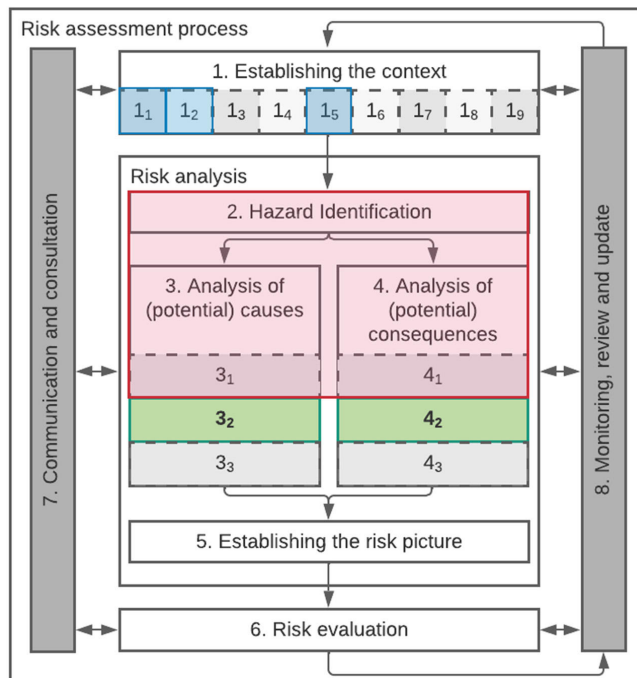 Risk assessment process
1. Establishing the context
1₁ 1₂ 1₃ 1₄ 1₅ 1₆ 1₇ 1₈ 1₉
Risk analysis
2. Hazard Identification
3. Analysis of
(potential) causes
4. Analysis of
(potential)
consequences
3₁
4₁
3₂
4₂
3₃
4₃
5. Establishing the risk picture
6. Risk evaluation
7. Communication and consultation
8. Monitoring, review and update